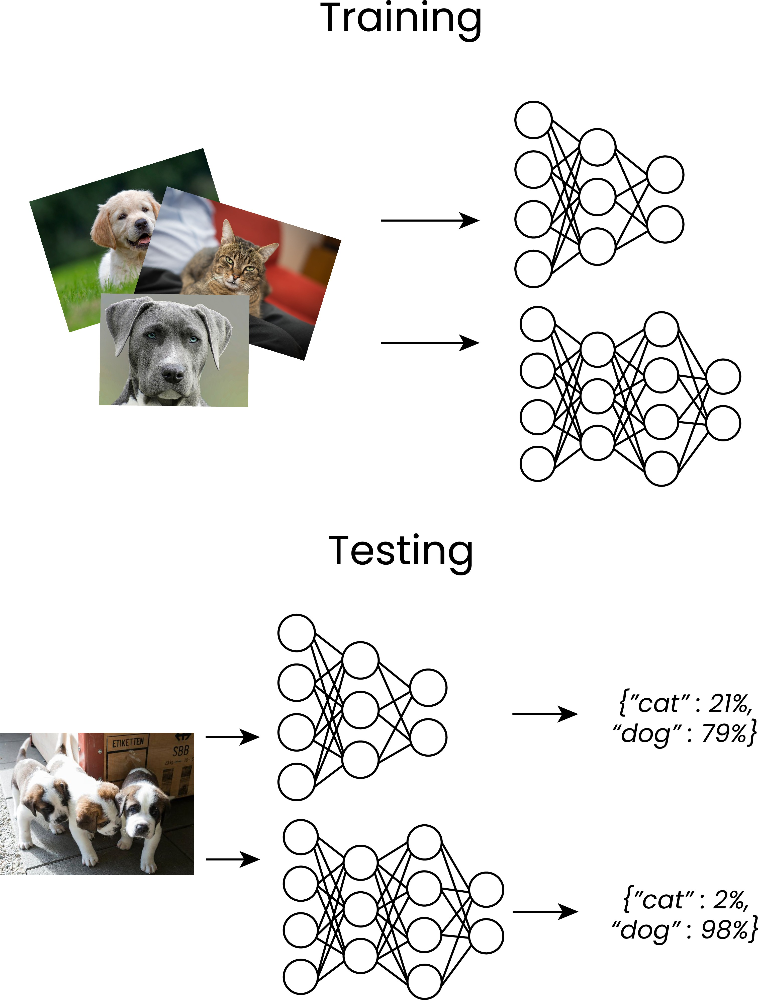 Training
Testing
{"cat" : 21%,
"dog" : 79%}
ETIKETTEN
SBB
{"cat" : 2%,
"dog" : 98%}